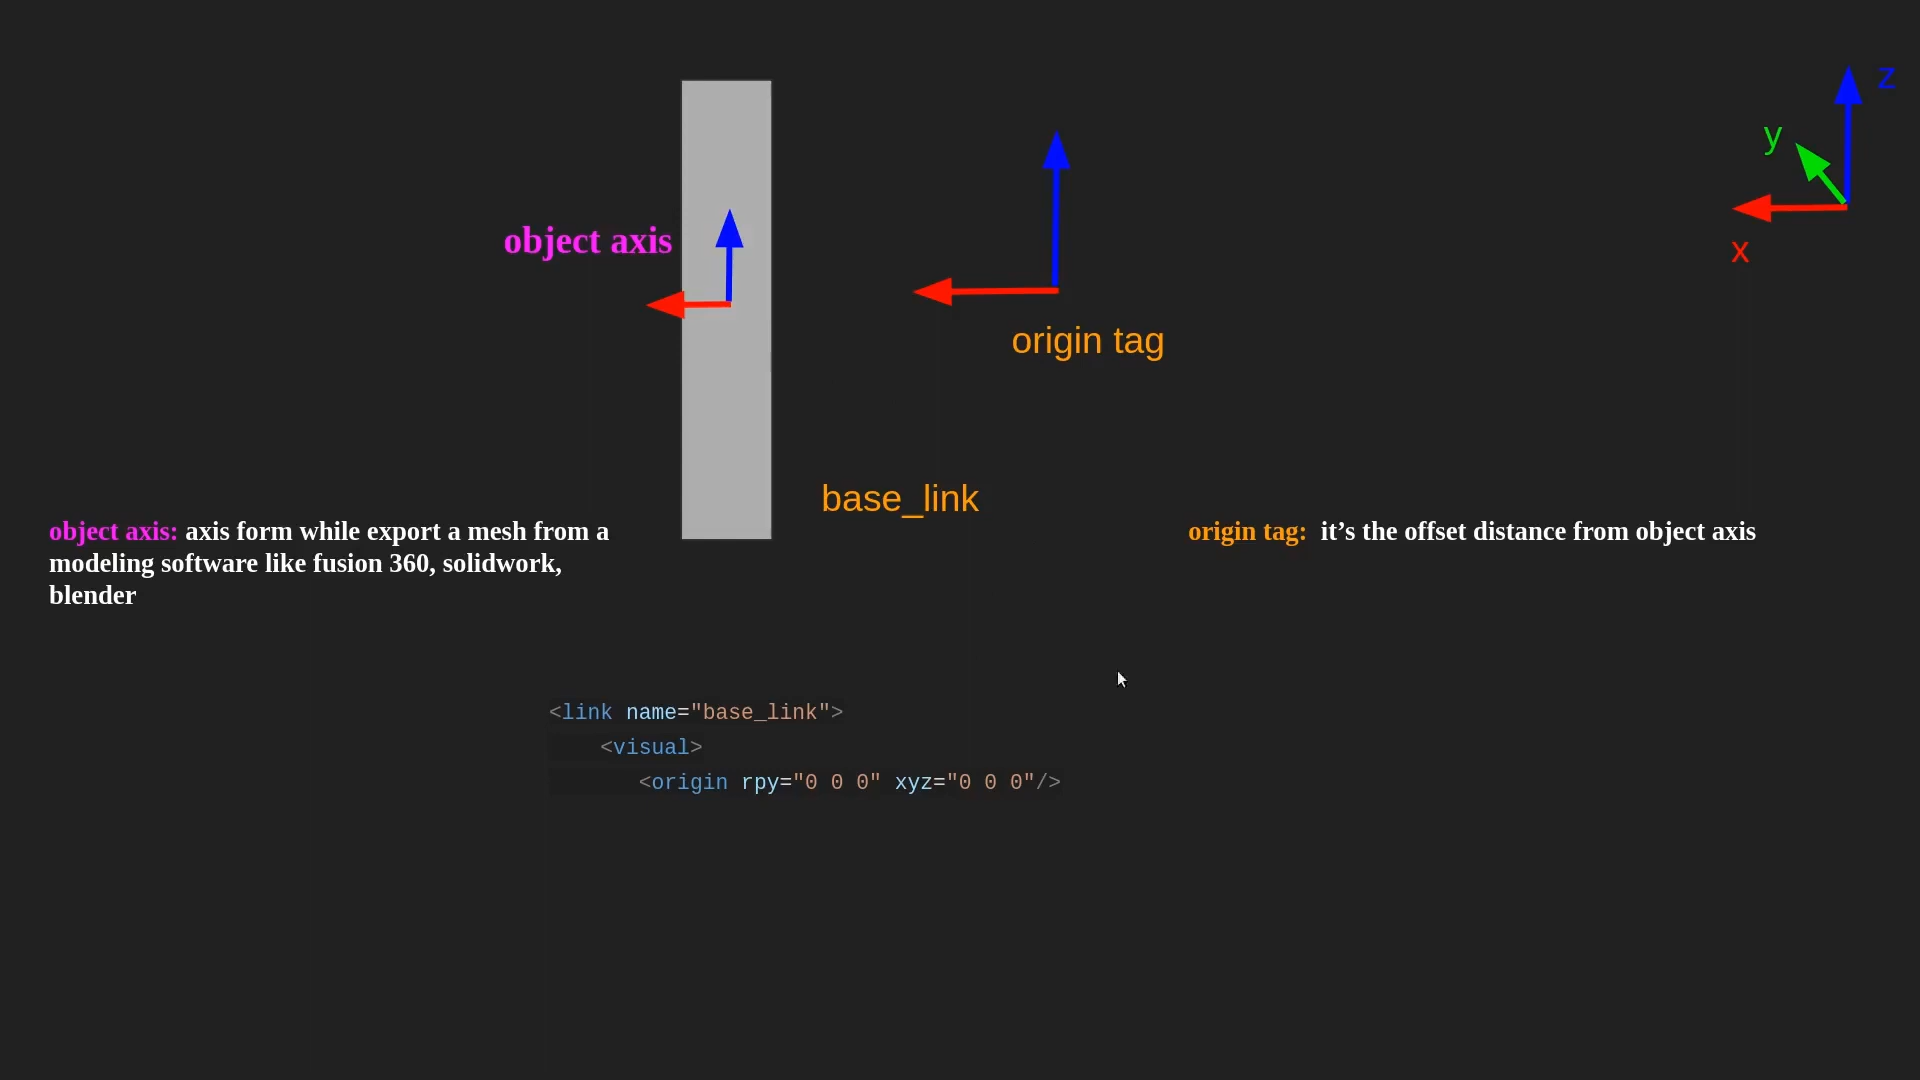 z
y
x
object axis
origin tag
base_link
object axis: axis form while export a mesh from a
modeling software like fusion 360, solidwork,
blender
origin tag:  it’s the offset distance from object axis
<link name="base_link">
    <visual>
       <origin rpy="0 0 0" xyz="0 0 0"/>